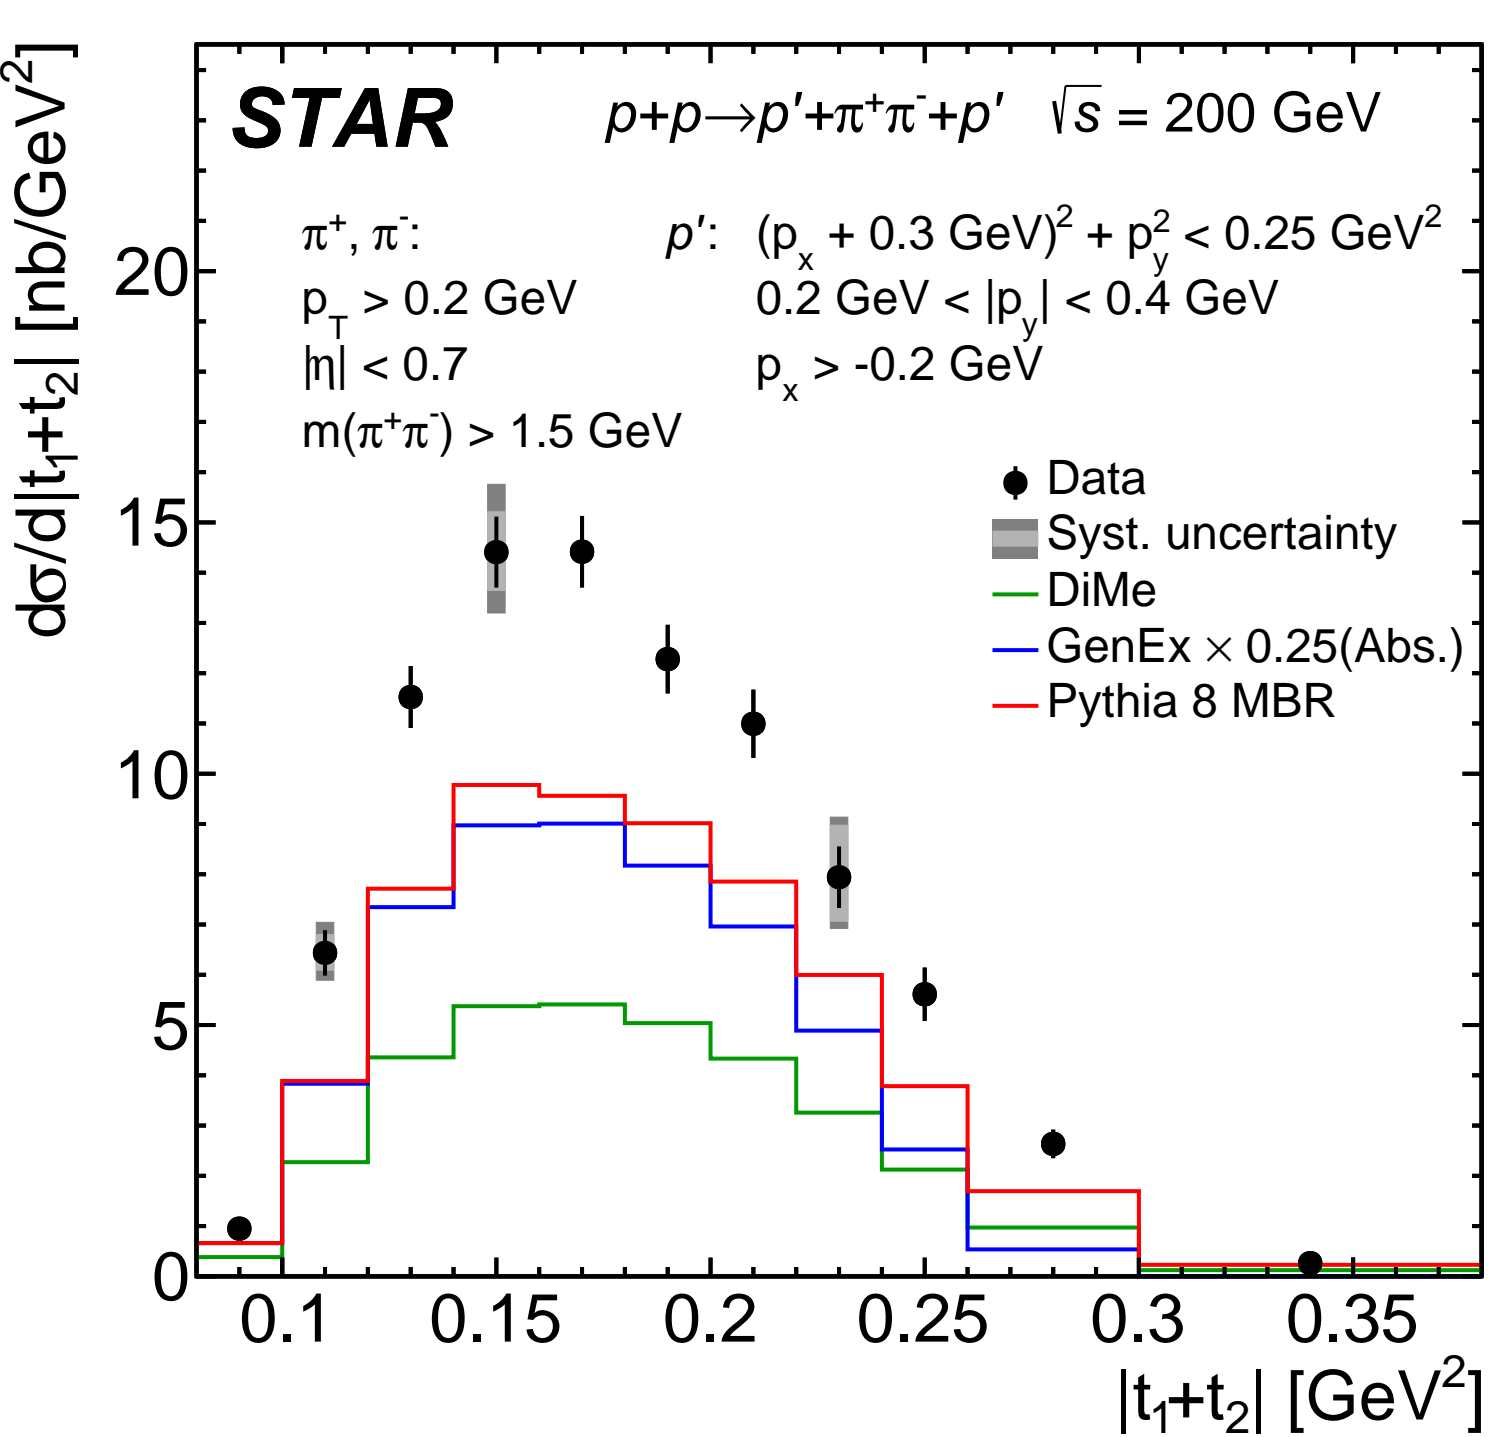 dσ/d|t₁+t₂| [nb/GeV²]
STAR p+p→p′+π⁺π⁻+p′ √s = 200 GeV
π⁺, π⁻: p′: (pₓ + 0.3 GeV)² + p_y² < 0.25 GeV²
p_T > 0.2 GeV 0.2 GeV < |p_y| < 0.4 GeV
|η| < 0.7 pₓ > -0.2 GeV
m(π⁺π⁻) > 1.5 GeV
Data
Syst. uncertainty
DiMe
GenEx × 0.25(Abs.)
Pythia 8 MBR
20
15
10
5
0
0.1 0.15 0.2 0.25 0.3 0.35
|t₁+t₂| [GeV²]